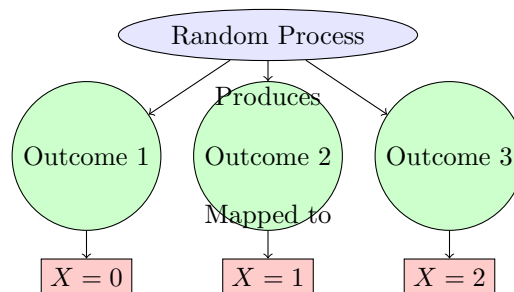 Random Process
Produces
Outcome 1
Outcome 2
Outcome 3
Mapped to
X = 0
X = 1
X = 2